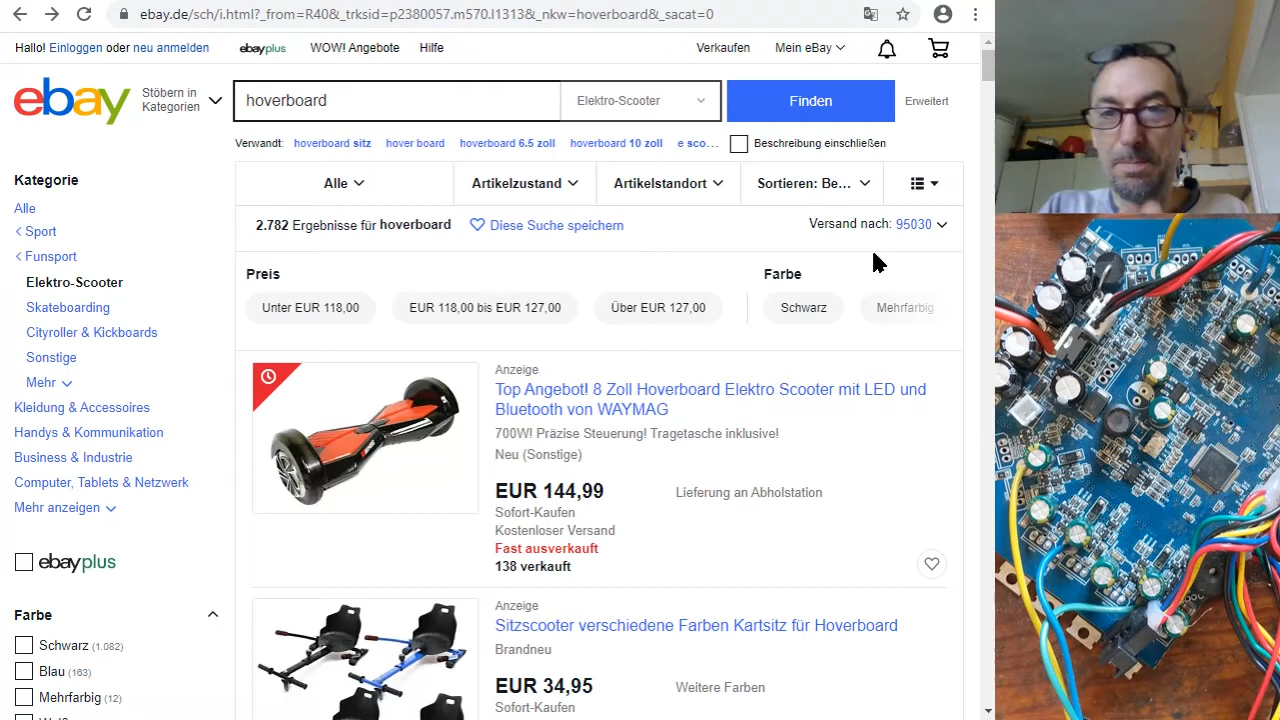 ebay.de/sch/i.html?_from=R40&_trksid=p2380057.m570.l1313&_nkw=hoverboard&_sacat=0
Hallo! Einloggen oder neu anmelden
ebayplus
WOW! Angebote
Hilfe
Verkaufen
Mein eBay
ebay
Stöbern in
Kategorien
hoverboard
Elektro-Scooter
Finden
Erweitert
Verwandt: hoverboard sitz hover board hoverboard 6.5 zoll hoverboard 10 zoll e sco...
Beschreibung einschließen
Kategorie
Alle
Sport
Funsport
Elektro-Scooter
Skateboarding
Cityroller & Kickboards
Sonstige
Mehr
Kleidung & Accessoires
Handys & Kommunikation
Business & Industrie
Computer, Tablets & Netzwerk
Mehr anzeigen
ebayplus
Farbe
Schwarz (1.082)
Blau (163)
Mehrfarbig (12)
Alle
Artikelzustand
Artikelstandort
Sortieren: Be...
2.782 Ergebnisse für hoverboard
Diese Suche speichern
Versand nach: 95030
Preis
Unter EUR 118,00
EUR 118,00 bis EUR 127,00
Über EUR 127,00
Farbe
Schwarz
Mehrfarbig
Anzeige
Top Angebot! 8 Zoll Hoverboard Elektro Scooter mit LED und
Bluetooth von WAYMAG
700W! Präzise Steuerung! Tragetasche inklusive!
Neu (Sonstige)
EUR 144,99
Lieferung an Abholstation
Sofort-Kaufen
Kostenloser Versand
Fast ausverkauft
138 verkauft
Anzeige
Sitzscooter verschiedene Farben Kartsitz für Hoverboard
Brandneu
EUR 34,95
Weitere Farben
Sofort-Kaufen